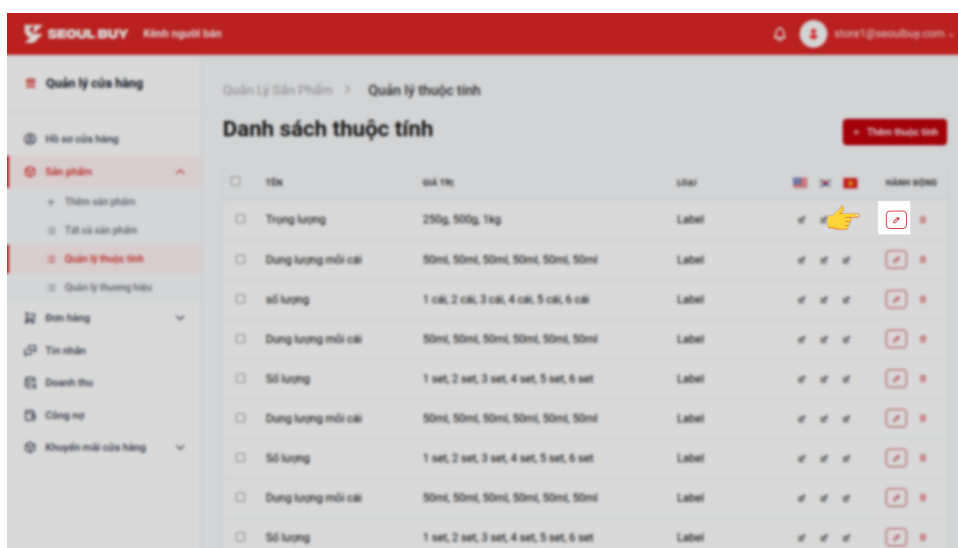 SEOUL BUY Kênh người bán store1@seoulbuy.com
Quản lý cửa hàng
Hồ sơ cửa hàng
Sản phẩm
Thêm sản phẩm
Tất cả sản phẩm
Quản lý thuộc tính
Quản lý thương hiệu
Đơn hàng
Tin nhắn
Doanh thu
Công nợ
Khuyến mãi cửa hàng
Quản Lý Sản Phẩm > Quản lý thuộc tính
Danh sách thuộc tính
+ Thêm thuộc tính
TÊN GIÁ TRỊ LOẠI HÀNH ĐỘNG
Trọng lượng 250g, 500g, 1kg Label
Dung lượng mỗi cái 50ml, 50ml, 50ml, 50ml, 50ml, 50ml Label
số lượng 1 cái, 2 cái, 3 cái, 4 cái, 5 cái, 6 cái Label
Dung lượng mỗi cái 50ml, 50ml, 50ml, 50ml, 50ml, 50ml Label
Số lượng 1 set, 2 set, 3 set, 4 set, 5 set, 6 set Label
Dung lượng mỗi cái 50ml, 50ml, 50ml, 50ml, 50ml, 50ml Label
Số lượng 1 set, 2 set, 3 set, 4 set, 5 set, 6 set Label
Dung lượng mỗi cái 50ml, 50ml, 50ml, 50ml, 50ml, 50ml Label
Số lượng 1 set, 2 set, 3 set, 4 set, 5 set, 6 set Label